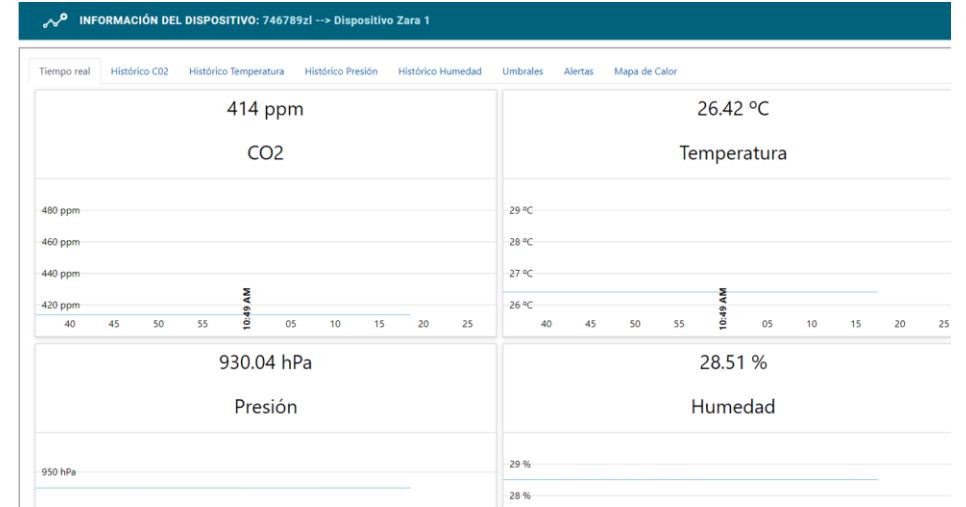 INFORMACIÓN DEL DISPOSITIVO: 746789zl --> Dispositivo Zara 1
Tiempo real Histórico C02 Histórico Temperatura Histórico Presión Histórico Humedad Umbrales Alertas Mapa de Calor
414 ppm
CO2
480 ppm
460 ppm
440 ppm
420 ppm
40 45 50 55 10:49 AM 05 10 15 20 25
26.42 ºC
Temperatura
29 ºC
28 ºC
27 ºC
26 ºC
40 45 50 55 10:49 AM 05 10 15 20 25
930.04 hPa
Presión
950 hPa
28.51 %
Humedad
29 %
28 %